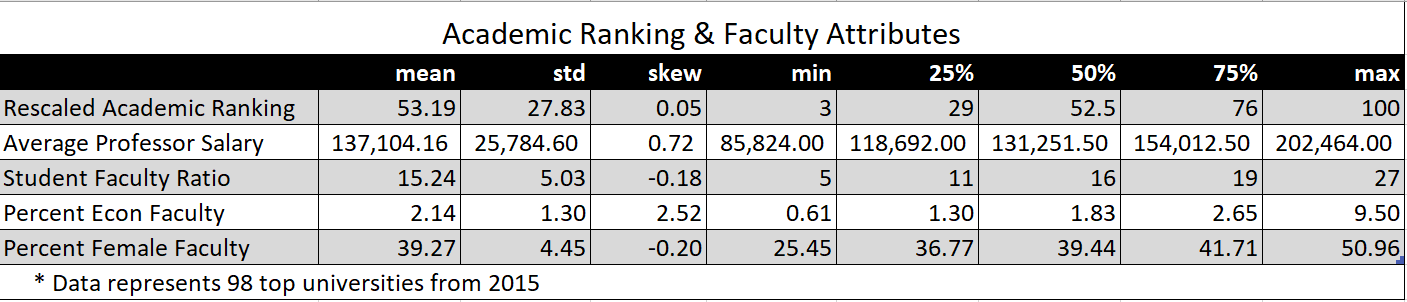 Academic Ranking & Faculty Attributes
mean std skew min 25% 50% 75% max
Rescaled Academic Ranking 53.19 27.83 0.05 3 29 52.5 76 100
Average Professor Salary 137,104.16 25,784.60 0.72 85,824.00 118,692.00 131,251.50 154,012.50 202,464.00
Student Faculty Ratio 15.24 5.03 -0.18 5 11 16 19 27
Percent Econ Faculty 2.14 1.30 2.52 0.61 1.30 1.83 2.65 9.50
Percent Female Faculty 39.27 4.45 -0.20 25.45 36.77 39.44 41.71 50.96
* Data represents 98 top universities from 2015